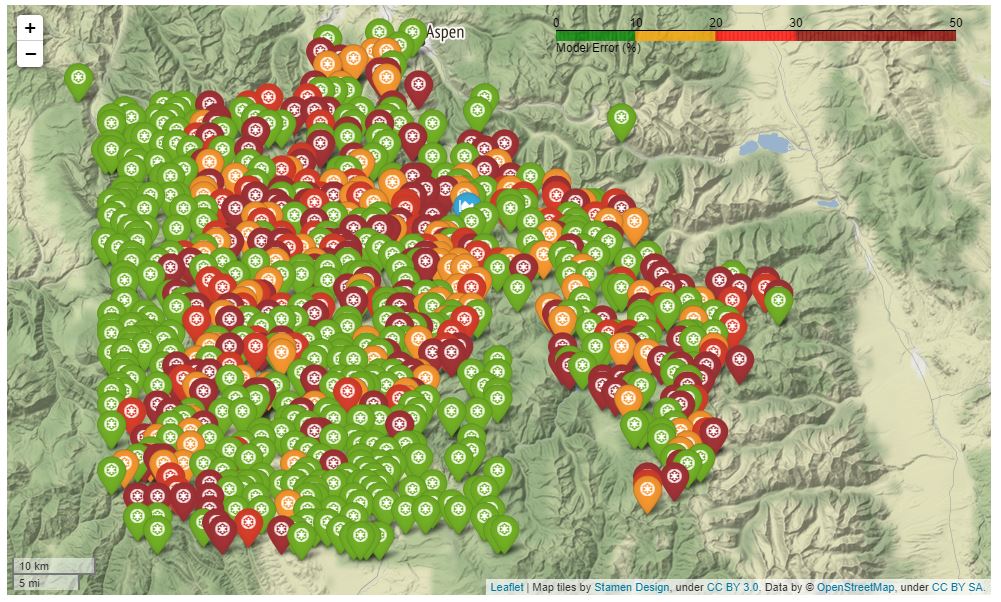 +
−
Aspen
0 10 20 30 50
Model Error (%)
10 km
5 mi
Leaflet | Map tiles by Stamen Design, under CC BY 3.0. Data by © OpenStreetMap, under CC BY SA.